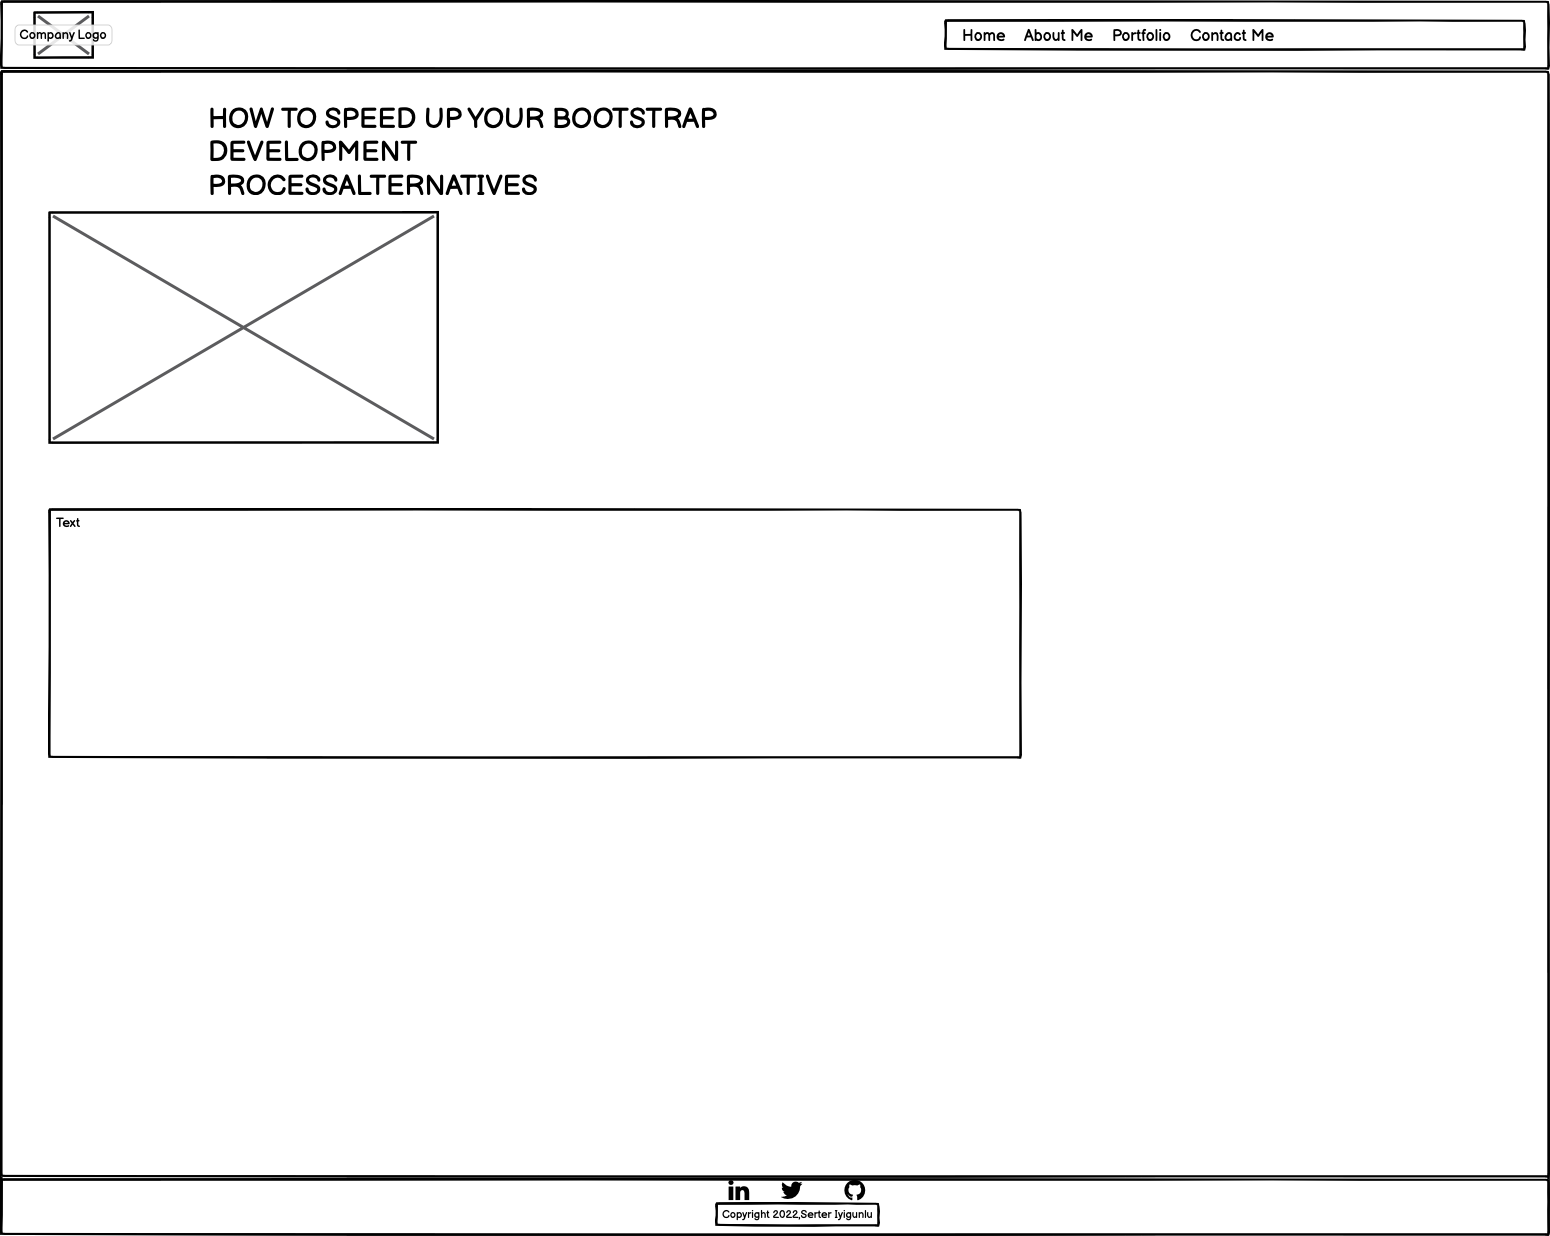 Company Logo
Home About Me Portfolio Contact Me
HOW TO SPEED UP YOUR BOOTSTRAP
DEVELOPMENT
PROCESSALTERNATIVES
Text
in
Copyright 2022,Serter Iyigunlu